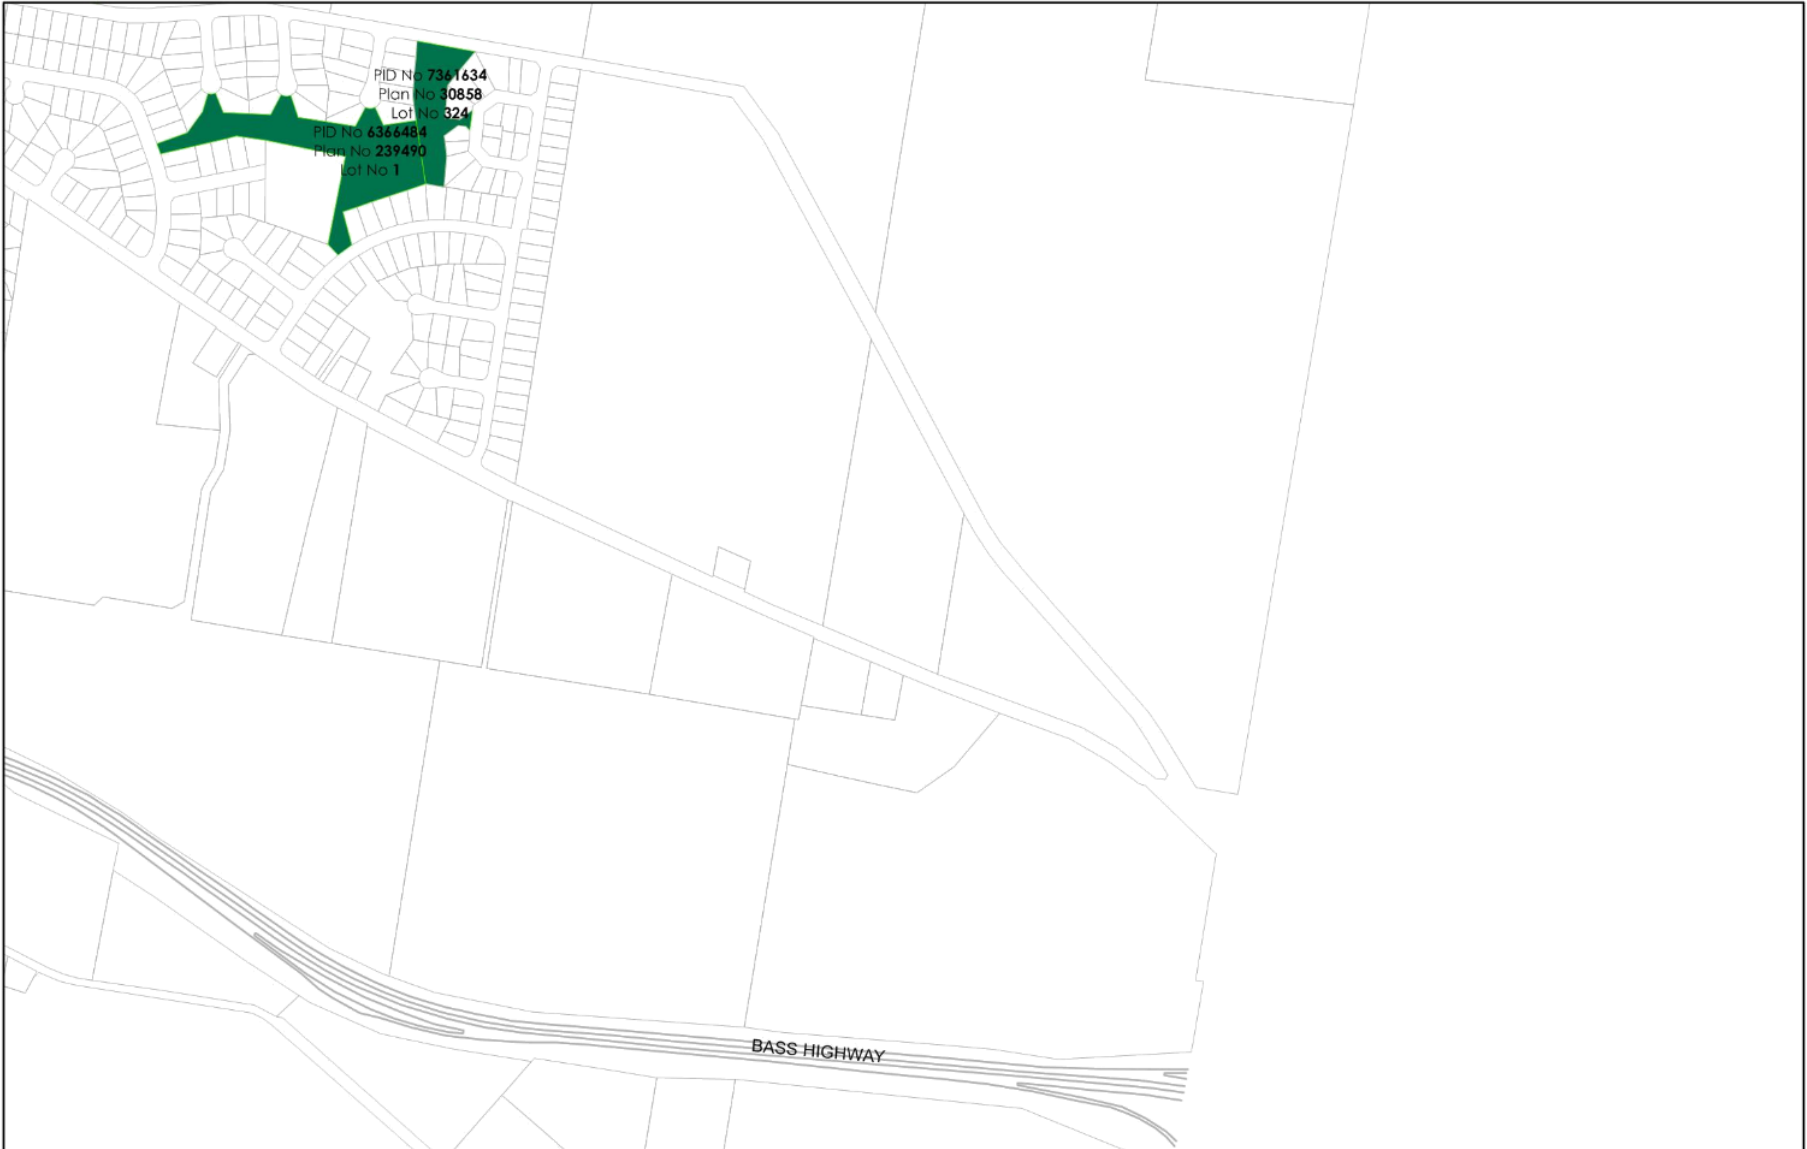 PID No 7361634
Plan No 30858
Lot No 324
PID No 6366484
Plan No 239490
Lot No 1
BASS HIGHWAY